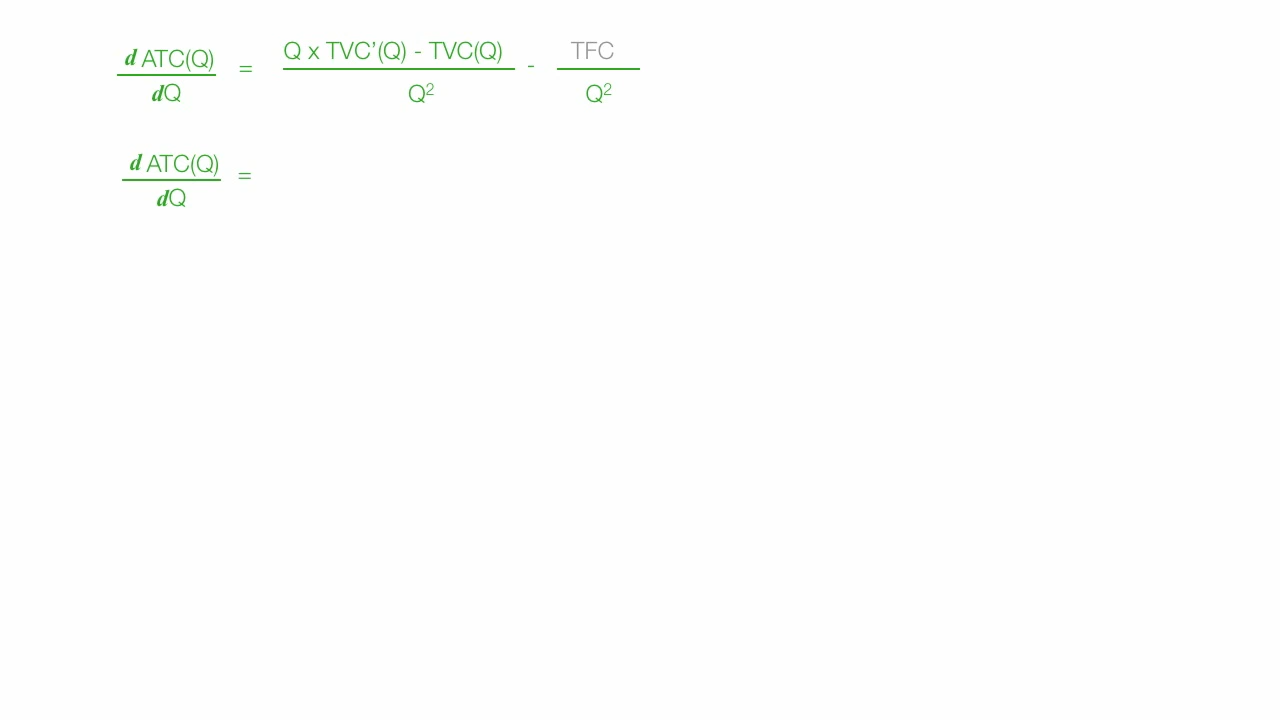 d ATC(Q) = Q x TVC’(Q) - TVC(Q) - TFC
dQ Q² Q²
d ATC(Q) =
dQ